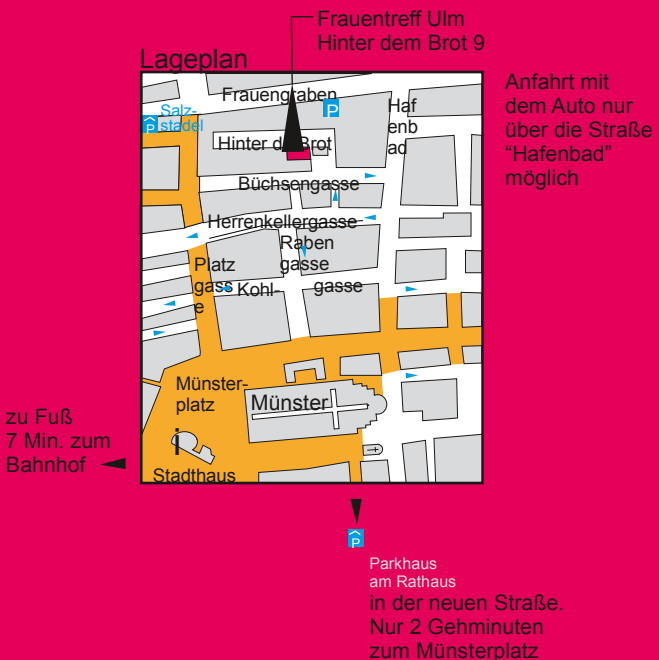 Frauentreff Ulm
Hinter dem Brot 9
Lageplan
Anfahrt mit
dem Auto nur
über die Straße
“Hafenbad”
möglich
Frauengraben
P
Salz-
stadel
P
Haf
enb
ad
Hinter d Brot
Büchsengasse
Herrenkellergasse
Raben
gasse
Platz
gass
e
Kohl-
gasse
Münster-
platz
Münster
i
Stadthaus
zu Fuß
7 Min. zum
Bahnhof
P
Parkhaus
am Rathaus
in der neuen Straße.
Nur 2 Gehminuten
zum Münsterplatz